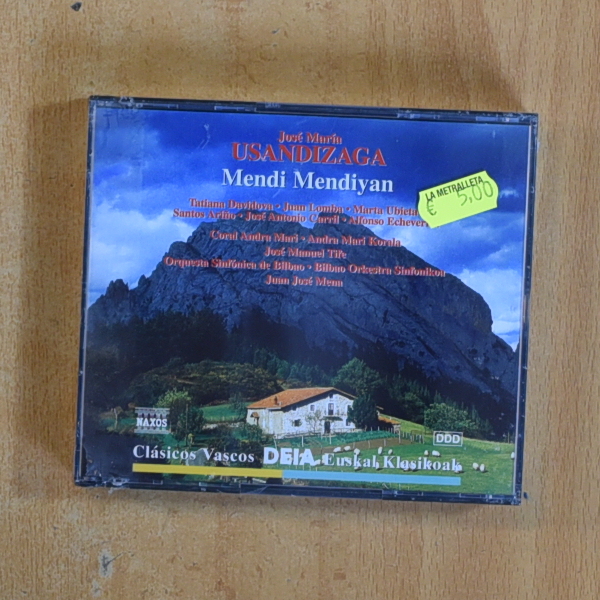 José María
USANDIZAGA
Mendi Mendiyan
LA METRALLETA
€ 5,00
Tatiana Davidova · Juan Lomba · Marta Ubieta
Santos Ariño · José Antonio Carril · Alfonso Echeverr
Coral Andra Mari · Andra Mari Korala
José Manuel Tife
Orquesta Sinfónica de Bilbao · Bilbao Orkestra Sinfonikoa
Juan José Mena
NAXOS
DDD
Clásicos Vascos DEIA Euskal Klasikoak